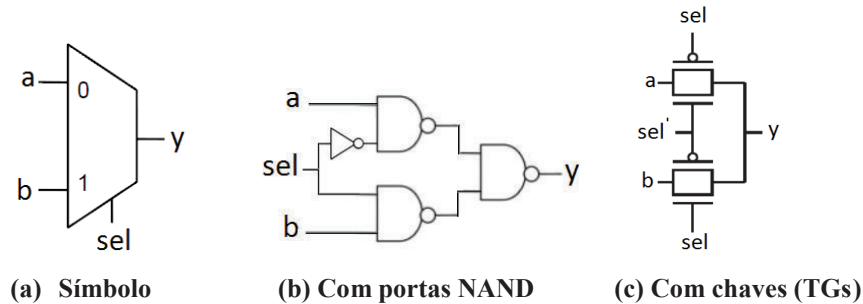 a
0
b
1
y
sel
a
sel
b
y
sel
a
sel'
y
b
sel
(a) Símbolo
(b) Com portas NAND
(c) Com chaves (TGs)